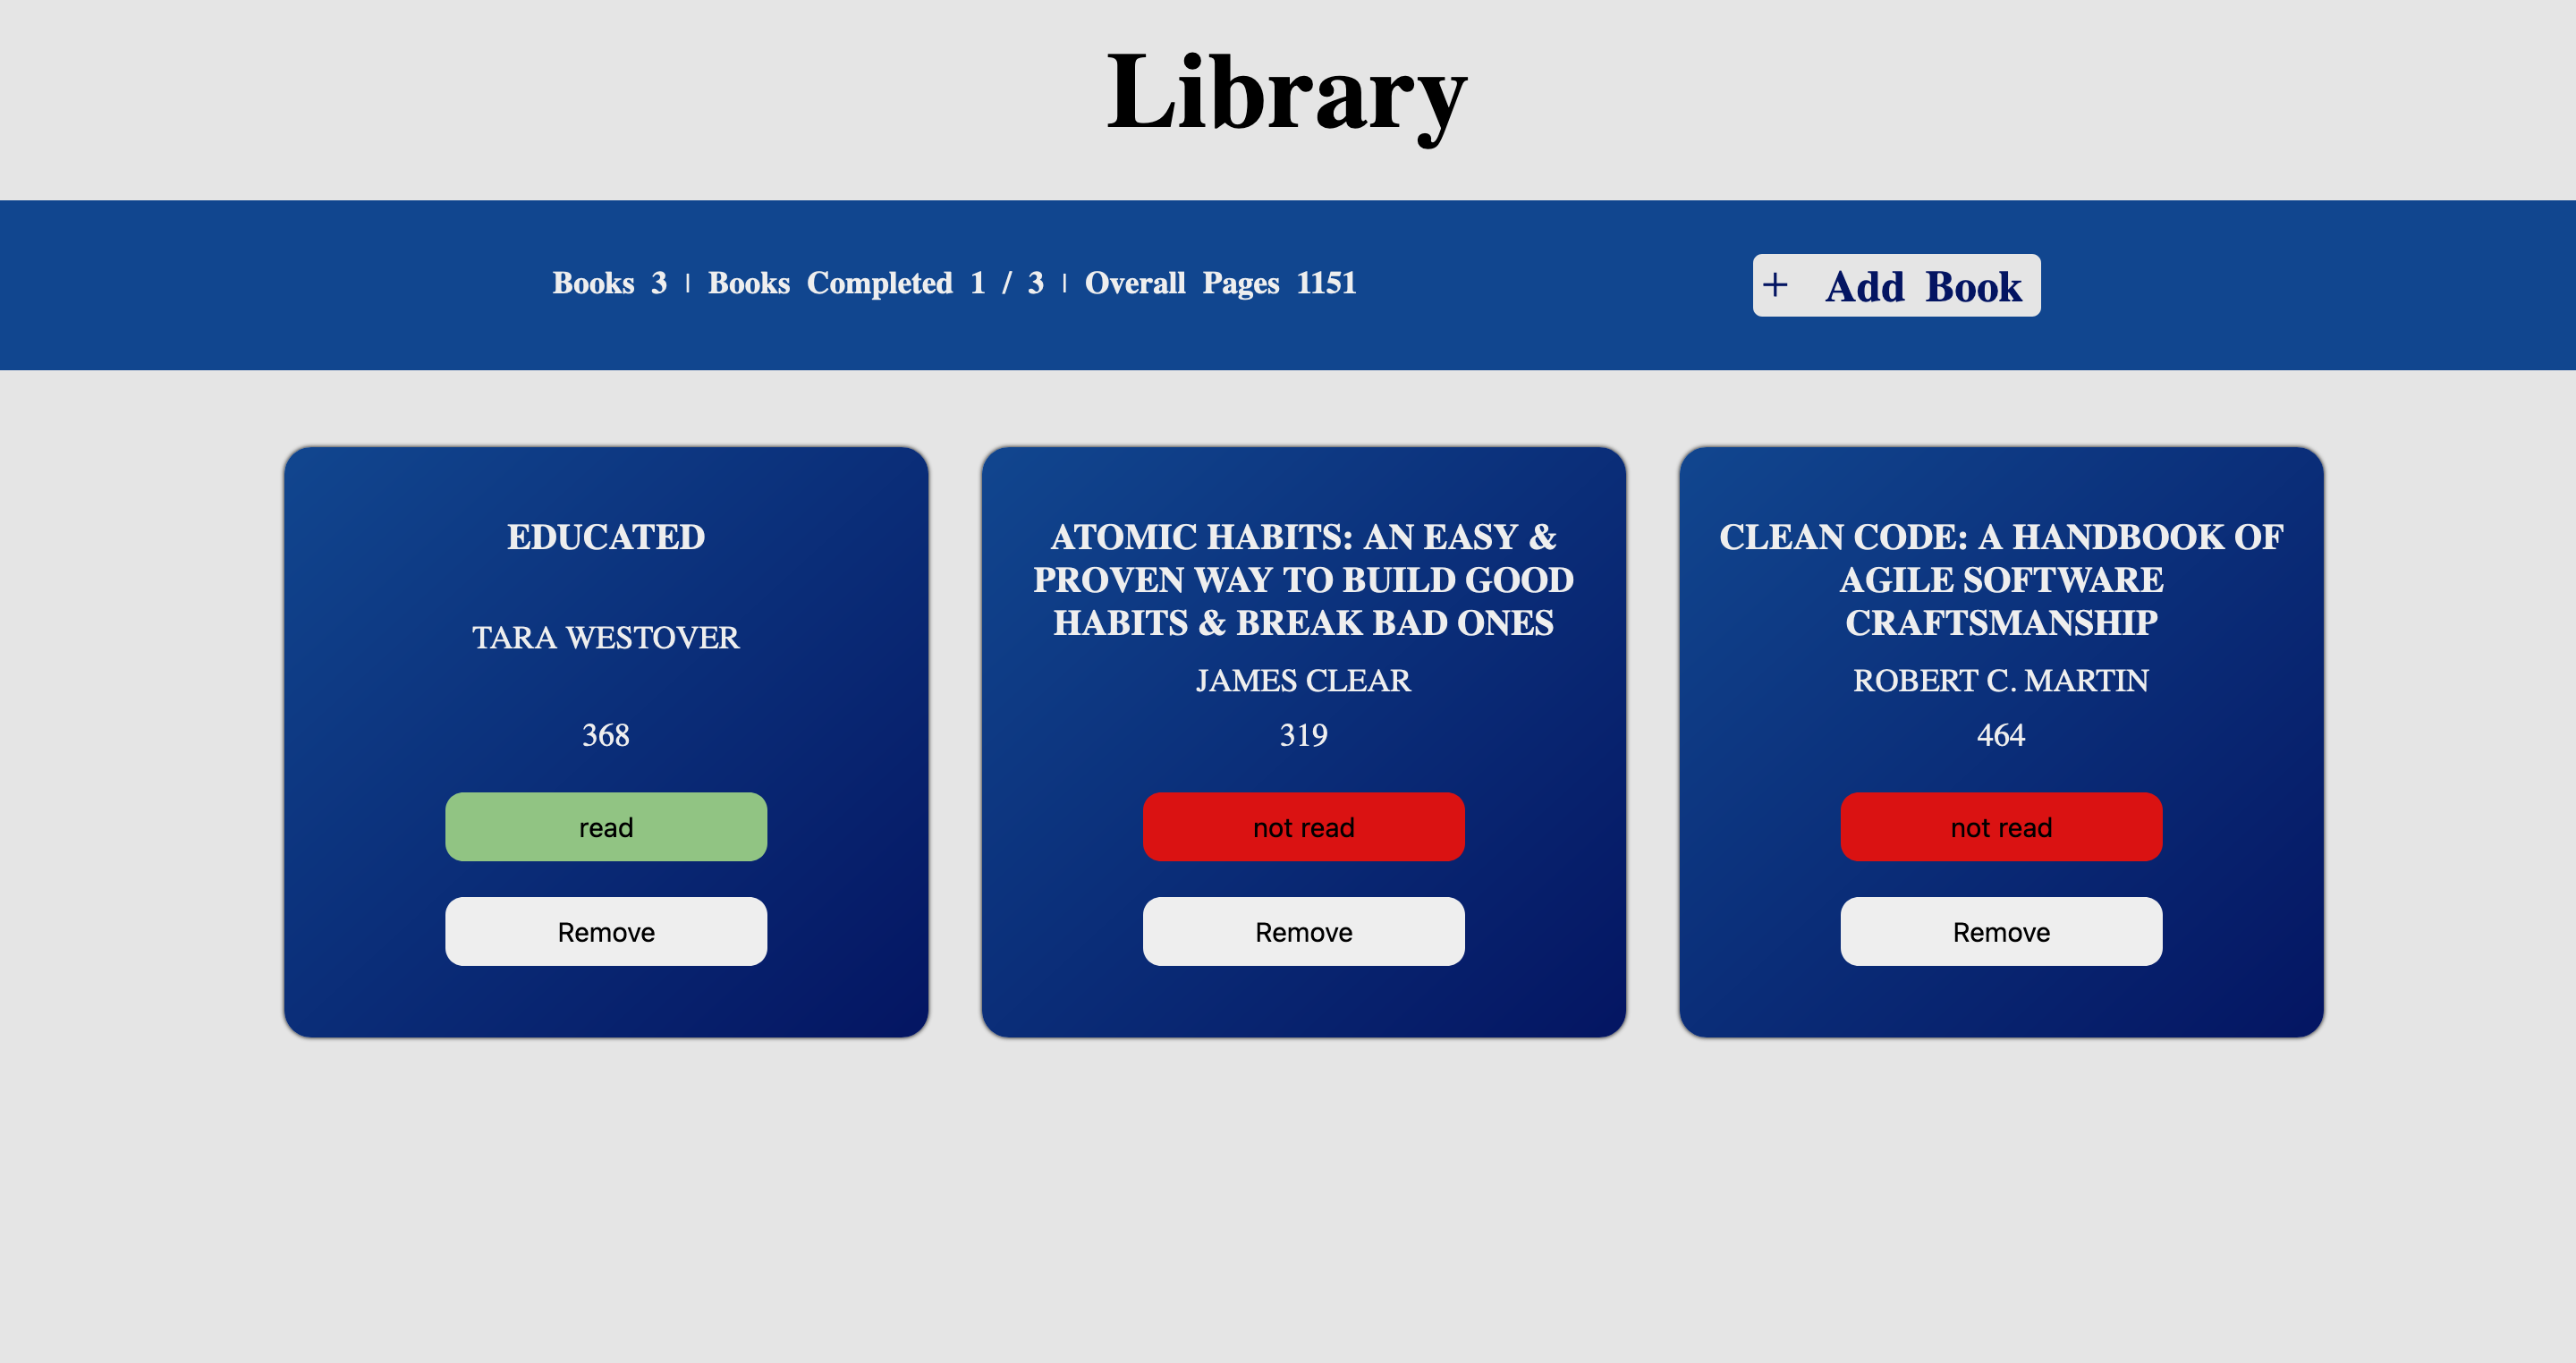 Library
Books 3 | Books Completed 1 / 3 | Overall Pages 1151
+ Add Book
EDUCATED
TARA WESTOVER
368
read
Remove
ATOMIC HABITS: AN EASY &
PROVEN WAY TO BUILD GOOD
HABITS & BREAK BAD ONES
JAMES CLEAR
319
not read
Remove
CLEAN CODE: A HANDBOOK OF
AGILE SOFTWARE
CRAFTSMANSHIP
ROBERT C. MARTIN
464
not read
Remove